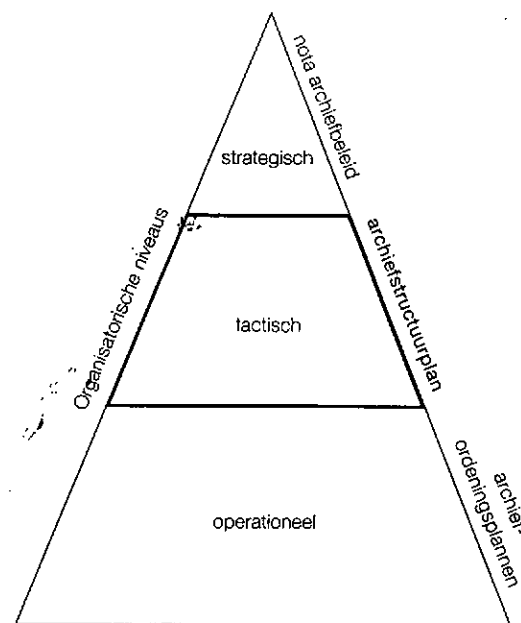 nota archiefbeleid
strategisch
Organisatorische niveaus
archiefstructuurplan
tactisch
operationeel
archief-
ordeningsplannen